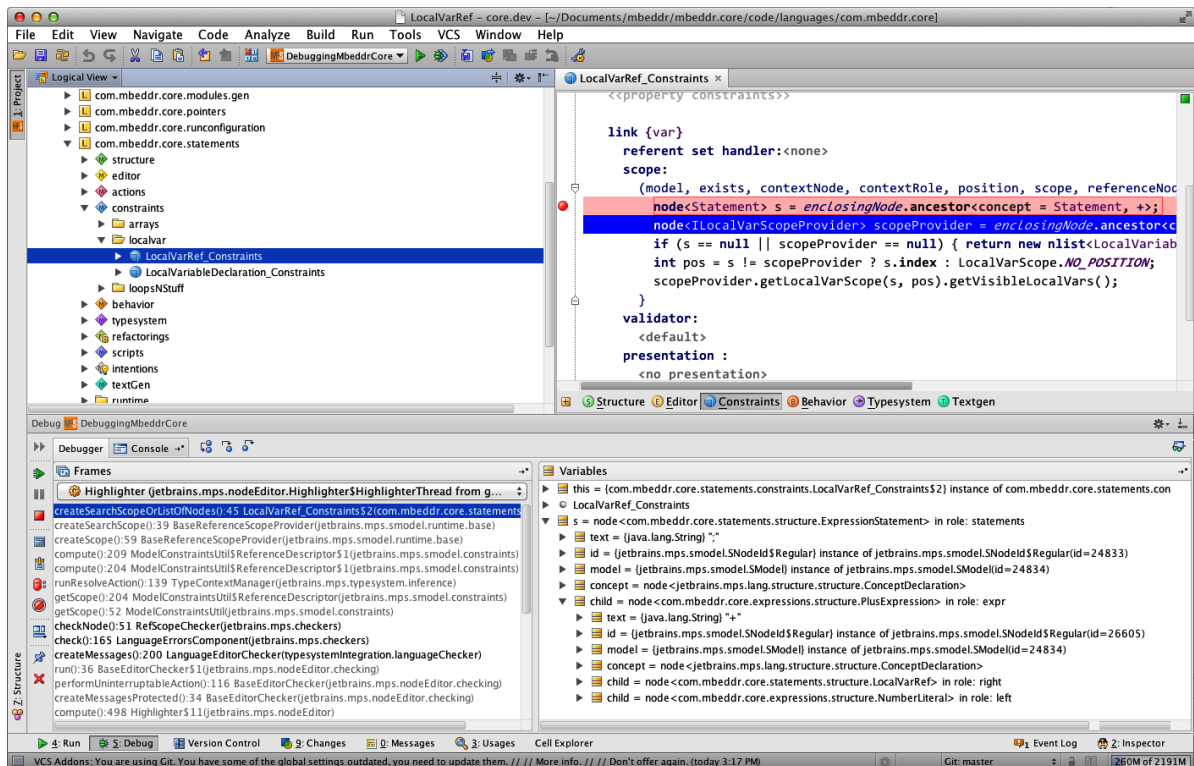 LocalVarRef - core.dev - [~/Documents/mbeddr/mbeddr.core/code/languages/com.mbeddr.core]
File Edit View Navigate Code Analyze Build Run Tools VCS Window Help
DebuggingMbeddrCore
1: Project
Logical View
com.mbeddr.core.modules.gen
com.mbeddr.core.pointers
com.mbeddr.core.runconfiguration
com.mbeddr.core.statements
structure
editor
actions
constraints
arrays
localvar
LocalVarRef_Constraints
LocalVariableDeclaration_Constraints
loopsNStuff
behavior
typesystem
refactorings
scripts
intentions
textGen
runtime
LocalVarRef_Constraints ×
<<property constraints>>
link {var}
referent set handler:<none>
scope:
(model, exists, contextNode, contextRole, position, scope, referenceNod
node<Statement> s = enclosingNode.ancestor<concept = Statement, +>;
node<ILocalVarScopeProvider> scopeProvider = enclosingNode.ancestor<c
if (s == null || scopeProvider == null) { return new nlist<LocalVariab
int pos = s != scopeProvider ? s.index : LocalVarScope.NO_POSITION;
scopeProvider.getLocalVarScope(s, pos).getVisibleLocalVars();
}
validator:
<default>
presentation :
<no presentation>
Structure Editor Constraints Behavior Typesystem Textgen
Debug DebuggingMbeddrCore
Debugger Console
Frames
Highlighter (jetbrains.mps.nodeEditor.Highlighter$HighlighterThread from g...
createSearchScopeOrListOfNodes():45 LocalVarRef_Constraints$2(com.mbeddr.core.statements
createSearchScope():39 BaseReferenceScopeProvider(jetbrains.mps.smodel.runtime.base)
createScope():59 BaseReferenceScopeProvider(jetbrains.mps.smodel.runtime.base)
compute():209 ModelConstraintsUtil$ReferenceDescriptor$1(jetbrains.mps.smodel.constraints)
compute():204 ModelConstraintsUtil$ReferenceDescriptor$1(jetbrains.mps.smodel.constraints)
runResolveAction():139 TypeContextManager(jetbrains.mps.typesystem.inference)
getScope():204 ModelConstraintsUtil$ReferenceDescriptor(jetbrains.mps.smodel.constraints)
getScope():52 ModelConstraintsUtil(jetbrains.mps.smodel.constraints)
checkNode():51 RefScopeChecker(jetbrains.mps.checkers)
check():165 LanguageErrorsComponent(jetbrains.mps.checkers)
createMessages():200 LanguageEditorChecker(typesystemIntegration.languageChecker)
run():36 BaseEditorChecker$1(jetbrains.mps.nodeEditor.checking)
performUninterruptableAction():116 BaseEditorChecker(jetbrains.mps.nodeEditor.checking)
createMessagesProtected():34 BaseEditorChecker(jetbrains.mps.nodeEditor.checking)
compute():498 Highlighter$11(jetbrains.mps.nodeEditor)
Variables
this = {com.mbeddr.core.statements.constraints.LocalVarRef_Constraints$2} instance of com.mbeddr.core.statements.con
LocalVarRef_Constraints
s = node<com.mbeddr.core.statements.structure.ExpressionStatement> in role: statements
text = {java.lang.String} ";"
id = {jetbrains.mps.smodel.SNodeId$Regular} instance of jetbrains.mps.smodel.SNodeId$Regular(id=24833)
model = {jetbrains.mps.smodel.SModel} instance of jetbrains.mps.smodel.SModel(id=24834)
concept = node<jetbrains.mps.lang.structure.structure.ConceptDeclaration>
child = node<com.mbeddr.core.expressions.structure.PlusExpression> in role: expr
text = {java.lang.String} "+"
id = {jetbrains.mps.smodel.SNodeId$Regular} instance of jetbrains.mps.smodel.SNodeId$Regular(id=26605)
model = {jetbrains.mps.smodel.SModel} instance of jetbrains.mps.smodel.SModel(id=24834)
concept = node<jetbrains.mps.lang.structure.structure.ConceptDeclaration>
child = node<com.mbeddr.core.statements.structure.LocalVarRef> in role: right
child = node<com.mbeddr.core.expressions.structure.NumberLiteral> in role: left
Z: Structure
4: Run 5: Debug Version Control 9: Changes 0: Messages 3: Usages Cell Explorer 1 Event Log 2: Inspector
VCS Addons: You are using Git. You have some of the global settings outdated, you need to update them. // // More info. // // Don't offer again. (today 3:17 PM) Git: master 260M of 2191M